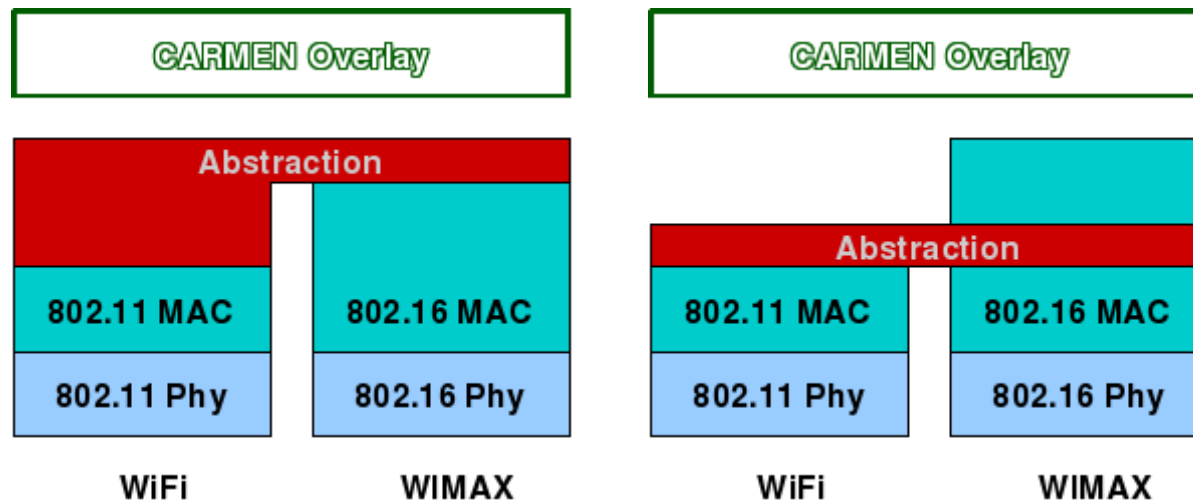 CARMEN Overlay
Abstraction
802.11 MAC
802.16 MAC
802.11 Phy
802.16 Phy
WiFi
WIMAX
CARMEN Overlay
Abstraction
802.11 MAC
802.16 MAC
802.11 Phy
802.16 Phy
WiFi
WIMAX